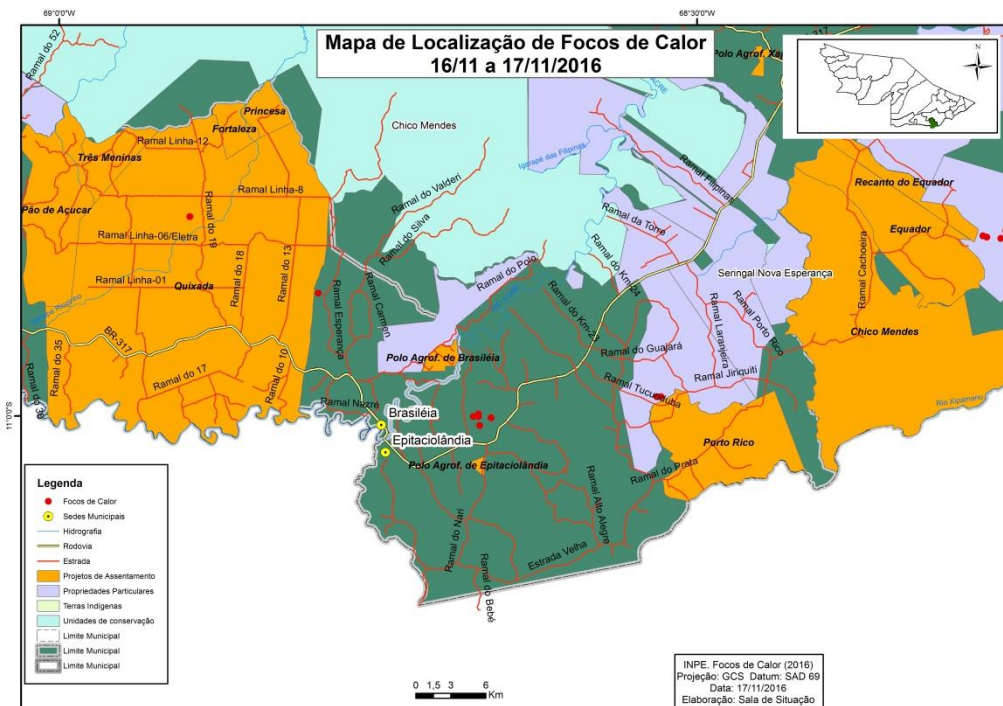 69°0'0"W
68°30'0"W
Mapa de Localização de Focos de Calor
16/11 a 17/11/2016
Ramal do 52
Polo Agrof. Xap
317
N
ACRE
Princesa
Fortaleza
Chico Mendes
Ramal Linha-12
Três Meninas
Igarapé das Filipinas
Ramal Filipinas
Recanto do Equador
Ramal Linha-8
Ramal do Valderi
Pão de Açucar
Ramal do 19
Ramal do Silva
Ramal da Torre
Equador
Ramal Linha-06/Eletra
Ramal do 18
Ramal do 13
Ramal do Polo
Ramal do Km-24
Seringal Nova Esperança
Ramal Cachoeira
Ramal Linha-01
Quixada
Ramal Esperança
Ramal Carmen
Ramal do Km-23
Ramal Laranjeira
Ramal Porto Rico
Chico Mendes
BR-317
Ramal do 35
Ramal do 17
Ramal do 10
Polo Agrof. de Brasiléia
Ramal do Guajará
Ramal Jiriquiti
Ramal Tucunduba
Rio Xipamanu
11°0'0"S
Ramal Nazré
Brasiléia
Epitaciolândia
Porto Rico
Polo Agrof. de Epitaciolândia
Ramal do Prata
Ramal Alto Alegre
Ramal do Nari
Estrada Velha
Ramal do Bebé
Legenda
Focos de Calor
Sedes Municipais
Hidrografia
Rodovia
Estrada
Projetos de Assentamento
Propriedades Particulares
Terras Indígenas
Unidades de conservação
Limite Municipal
Limite Municipal
Limite Municipal
0 1,5 3 6
Km
INPE. Focos de Calor (2016)
Projeção: GCS Datum: SAD 69
Data: 17/11/2016
Elaboração: Sala de Situação